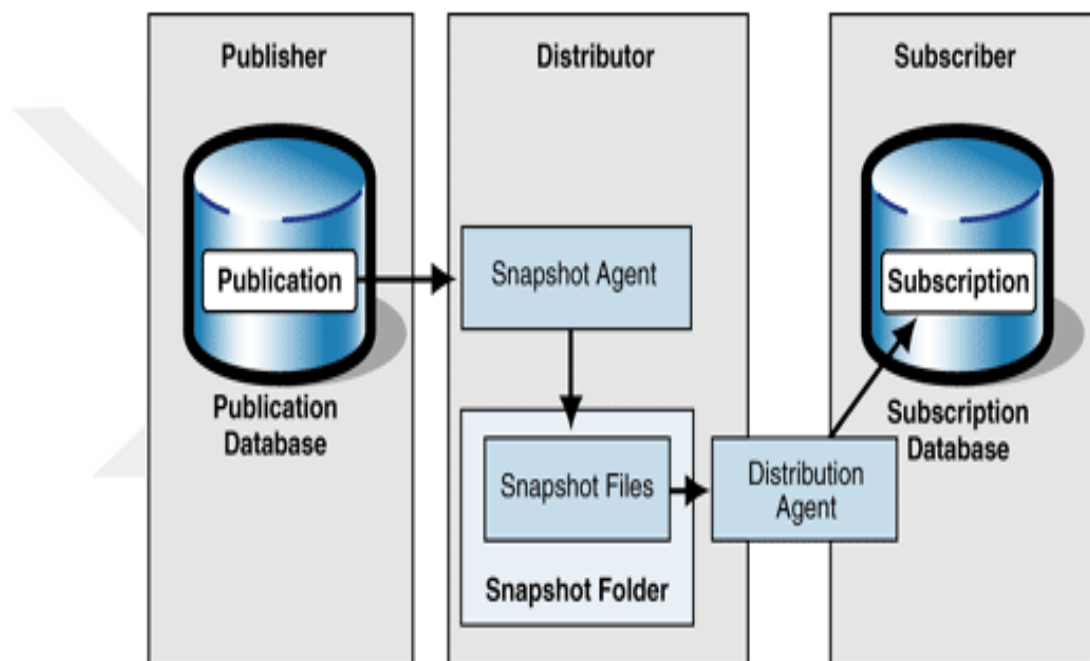 Publisher
Distributor
Subscriber
Publication
Snapshot Agent
Subscription
Publication
Database
Subscription
Database
Snapshot Files
Distribution
Agent
Snapshot Folder